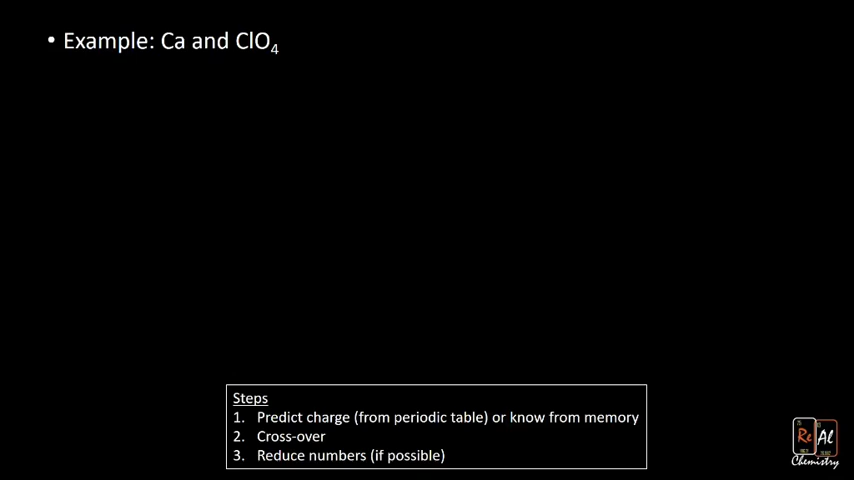 • Example: Ca and ClO₄
Steps
1. Predict charge (from periodic table) or know from memory
2. Cross-over
3. Reduce numbers (if possible)
Re Al
Chemistry